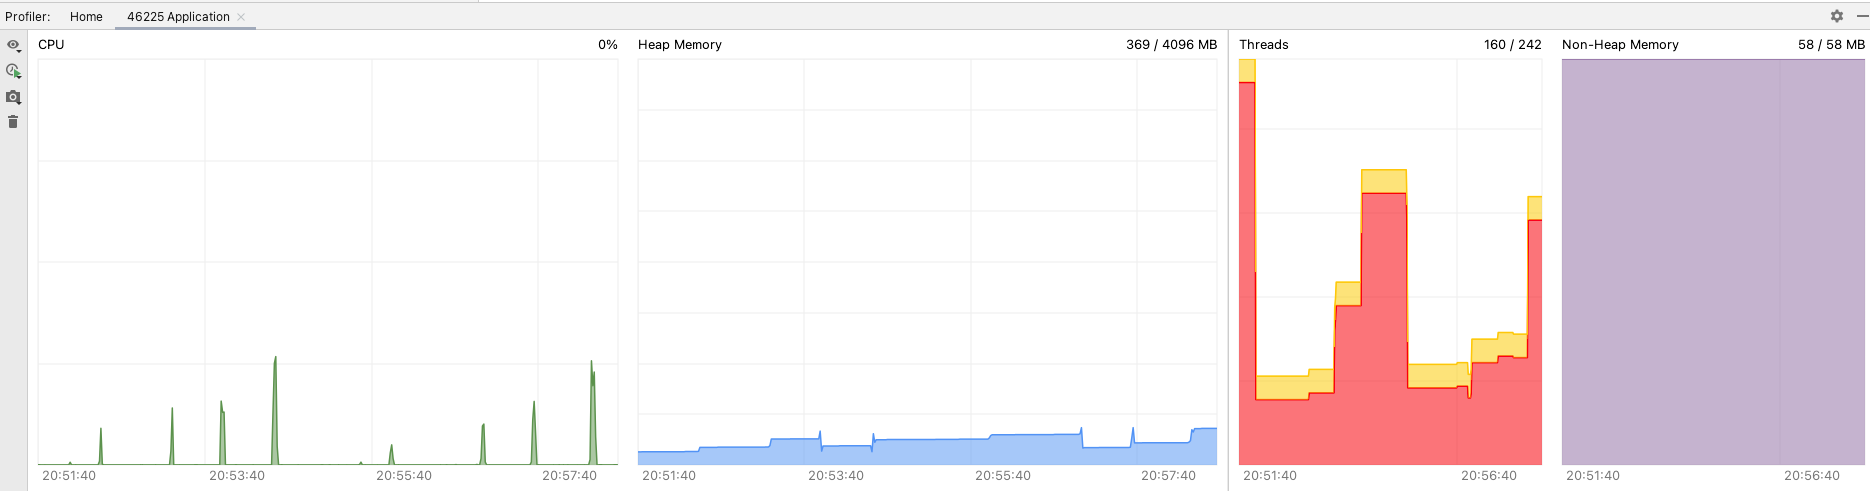 Profiler: Home 46225 Application
CPU 0%
Heap Memory 369 / 4096 MB
Threads 160 / 242
Non-Heap Memory 58 / 58 MB
20:51:40 20:53:40 20:55:40 20:57:40
20:51:40 20:53:40 20:55:40 20:57:40
20:51:40 20:56:40
20:51:40 20:56:40